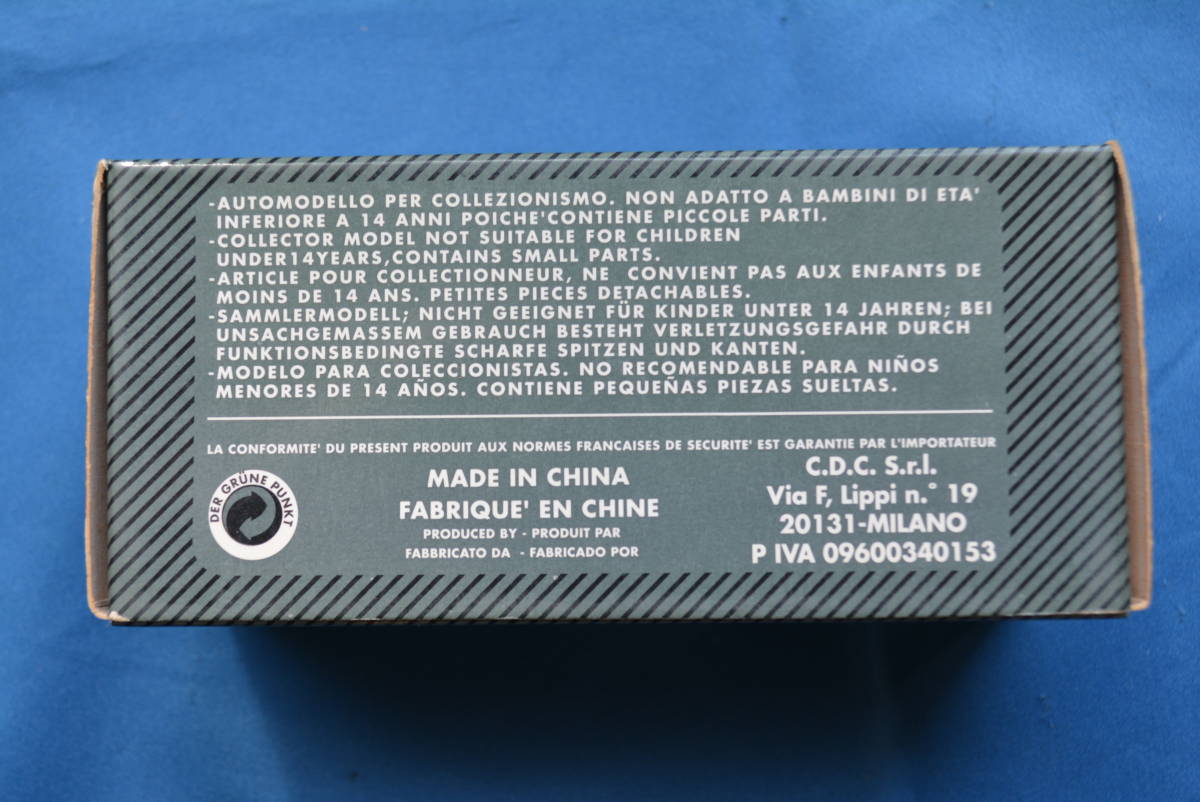 -AUTOMODELLO PER COLLEZIONISMO. NON ADATTO A BAMBINI DI ETA'
INFERIORE A 14 ANNI POICHE'CONTIENE PICCOLE PARTI.
-COLLECTOR MODEL NOT SUITABLE FOR CHILDREN
UNDER14YEARS,CONTAINS SMALL PARTS.
-ARTICLE POUR COLLECTIONNEUR, NE CONVIENT PAS AUX ENFANTS DE
MOINS DE 14 ANS. PETITES PIECES DETACHABLES.
-SAMMLERMODELL; NICHT GEEIGNET FÜR KINDER UNTER 14 JAHREN; BEI
UNSACHGEMASSEM GEBRAUCH BESTEHT VERLETZUNGSGEFAHR DURCH
FUNKTIONSBEDINGTE SCHARFE SPITZEN UND KANTEN.
-MODELO PARA COLECCIONISTAS. NO RECOMENDABLE PARA NIÑOS
MENORES DE 14 AÑOS. CONTIENE PEQUEÑAS PIEZAS SUELTAS.
LA CONFORMITE' DU PRESENT PRODUIT AUX NORMES FRANCAISES DE SECURITE' EST GARANTIE PAR L'IMPORTATEUR
DER GRÜNE PUNKT
MADE IN CHINA
FABRIQUE' EN CHINE
PRODUCED BY - PRODUIT PAR
FABBRICATO DA - FABRICADO POR
C.D.C. S.r.l.
Via F, Lippi n.° 19
20131-MILANO
P IVA 09600340153